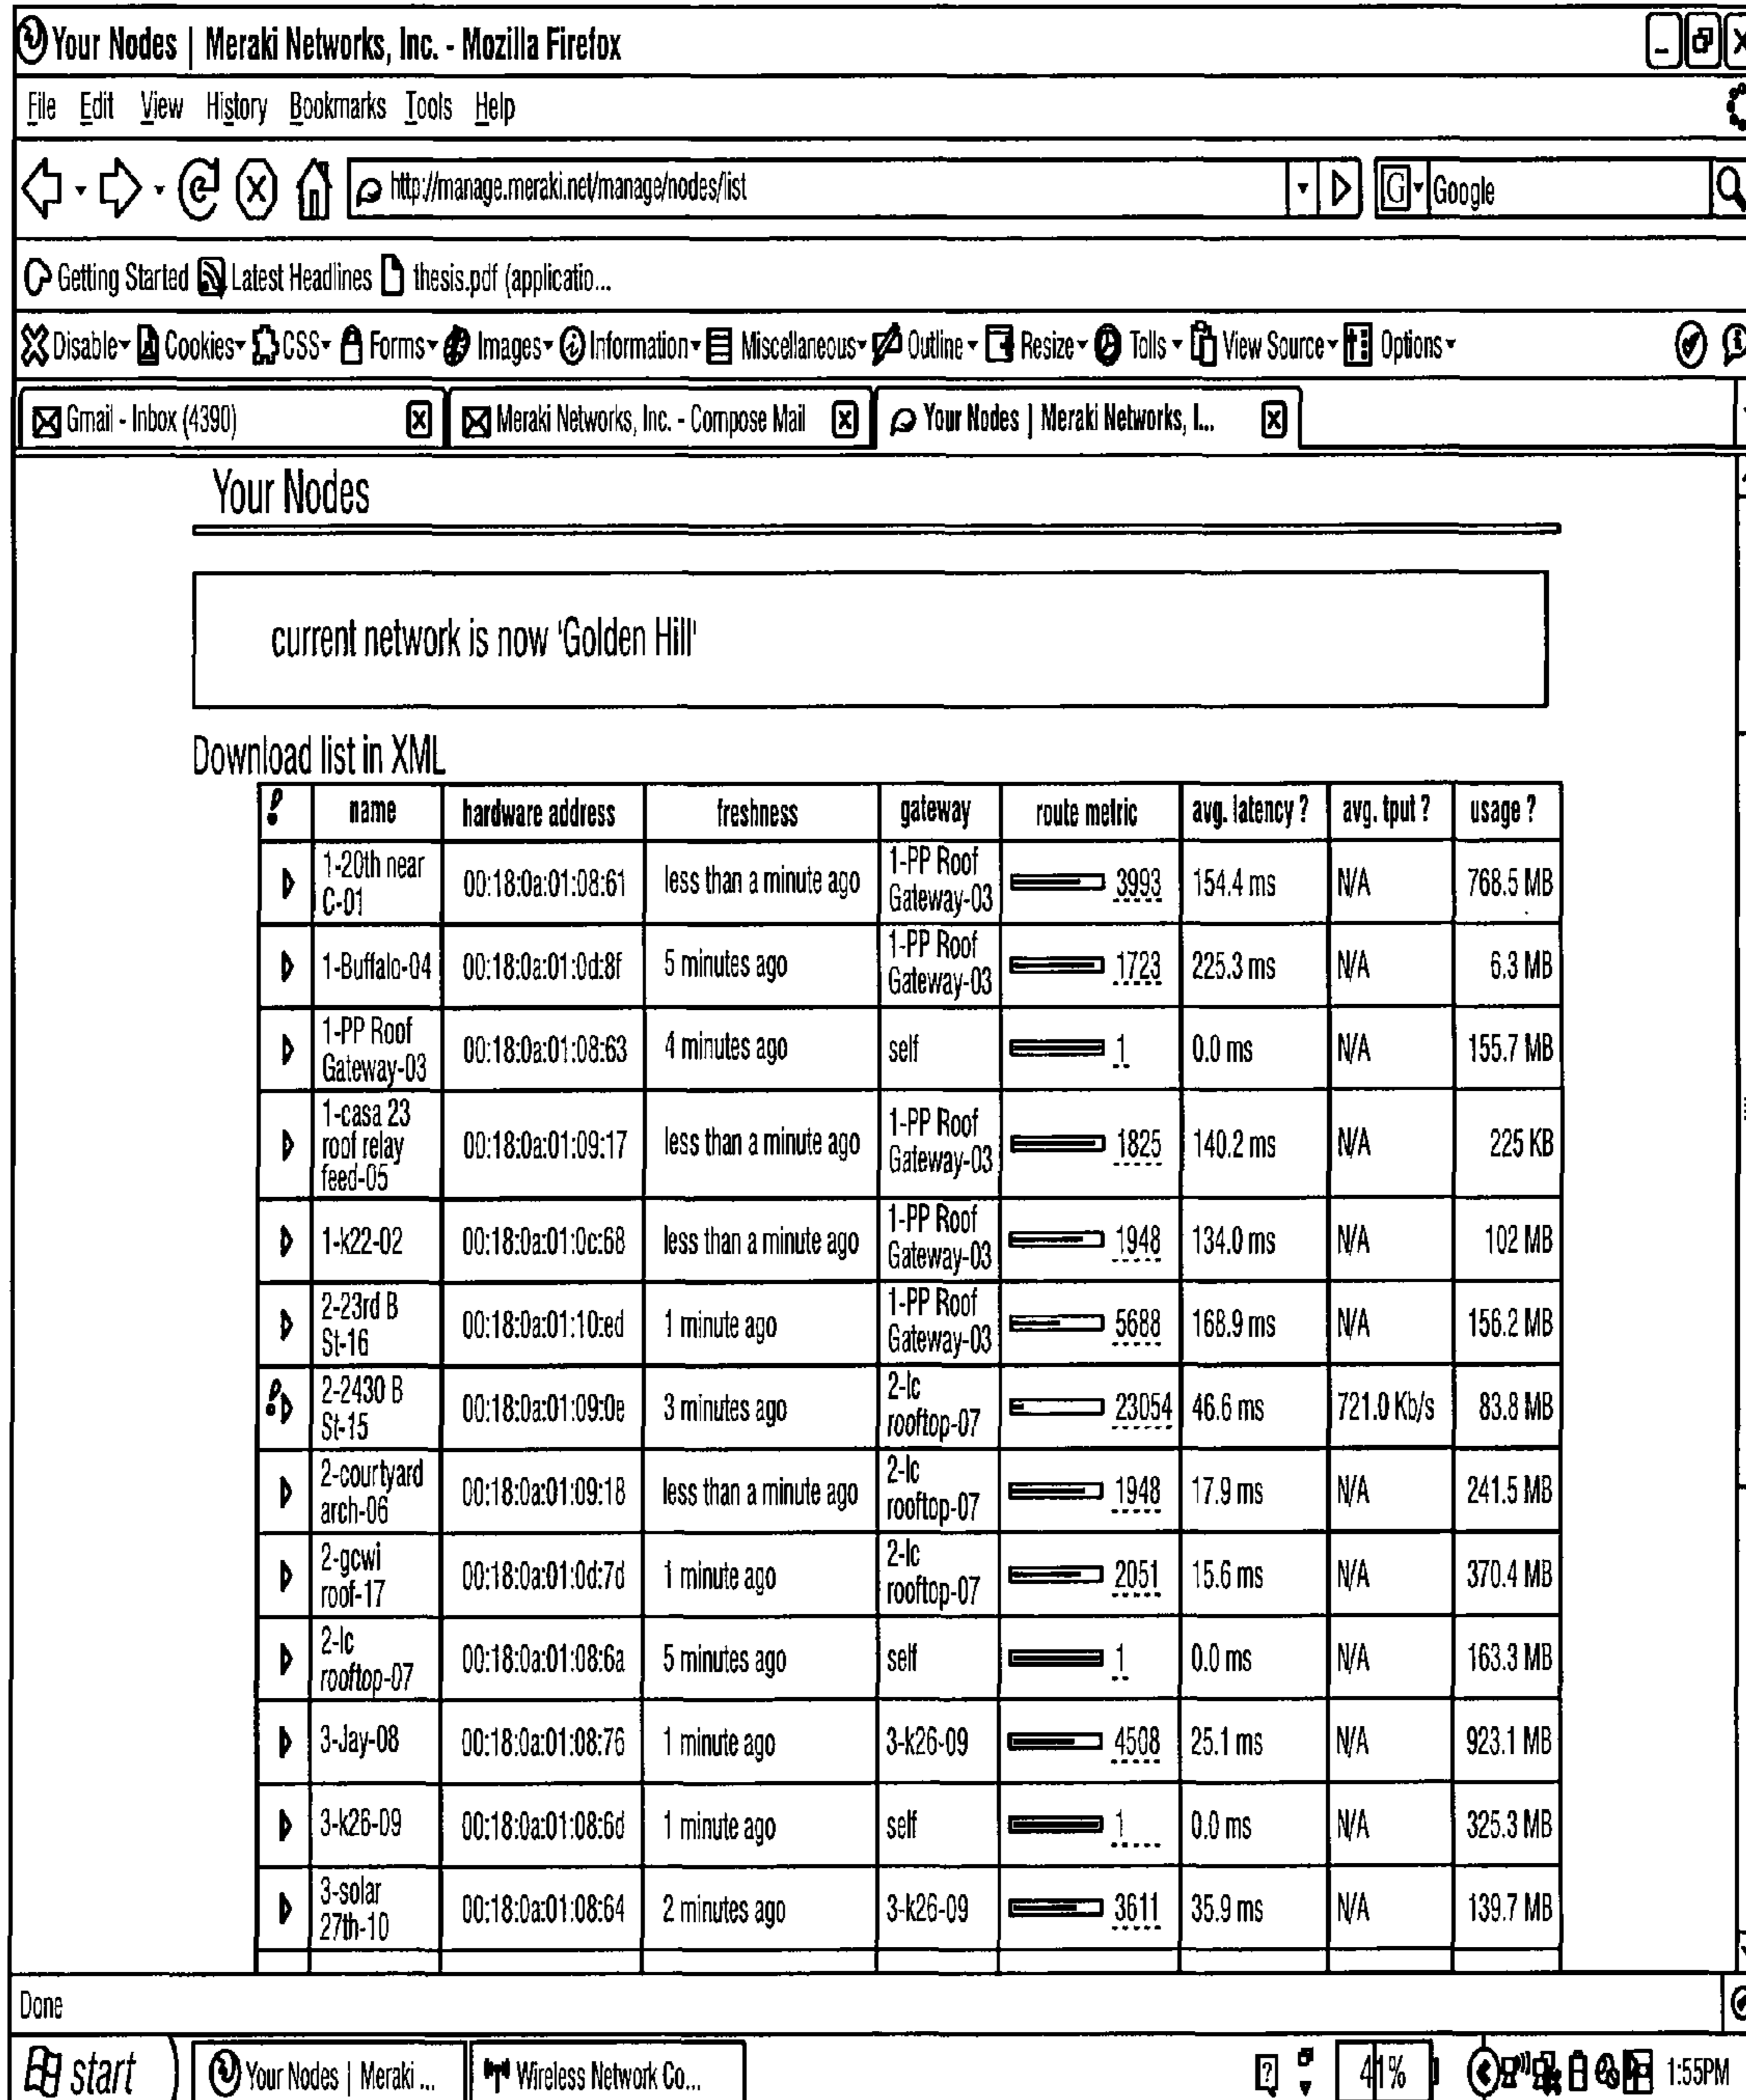 Your Nodes | Meraki Networks, Inc. - Mozilla Firefox
File Edit View History Bookmarks Tools Help
http://manage.meraki.net/manage/nodes/list G Google
Getting Started Latest Headlines thesis.pdf (applicatio...
Disable Cookies CSS Forms Images Information Miscellaneous Outline Resize Tolls View Source Options
Gmail - Inbox (4390) Meraki Networks, Inc. - Compose Mail Your Nodes | Meraki Networks, I...
Your Nodes
current network is now 'Golden Hill'
Download list in XML
name hardware address freshness gateway route metric avg. latency ? avg. tput ? usage ?
1-20th near C-01 00:18:0a:01:08:61 less than a minute ago 1-PP Roof Gateway-03 3993 154.4 ms N/A 768.5 MB
1-Buffalo-04 00:18:0a:01:0d:8f 5 minutes ago 1-PP Roof Gateway-03 1723 225.3 ms N/A 6.3 MB
1-PP Roof Gateway-03 00:18:0a:01:08:63 4 minutes ago self 1 0.0 ms N/A 155.7 MB
1-casa 23 roof relay feed-05 00:18:0a:01:09:17 less than a minute ago 1-PP Roof Gateway-03 1825 140.2 ms N/A 225 KB
1-k22-02 00:18:0a:01:0c:68 less than a minute ago 1-PP Roof Gateway-03 1948 134.0 ms N/A 102 MB
2-23rd B St-16 00:18:0a:01:10:ed 1 minute ago 1-PP Roof Gateway-03 5688 168.9 ms N/A 156.2 MB
2-2430 B St-15 00:18:0a:01:09:0e 3 minutes ago 2-lc rooftop-07 23054 46.6 ms 721.0 Kb/s 83.8 MB
2-courtyard arch-06 00:18:0a:01:09:18 less than a minute ago 2-lc rooftop-07 1948 17.9 ms N/A 241.5 MB
2-gcwi roof-17 00:18:0a:01:0d:7d 1 minute ago 2-lc rooftop-07 2051 15.6 ms N/A 370.4 MB
2-lc rooftop-07 00:18:0a:01:08:6a 5 minutes ago self 1 0.0 ms N/A 163.3 MB
3-Jay-08 00:18:0a:01:08:76 1 minute ago 3-k26-09 4508 25.1 ms N/A 923.1 MB
3-k26-09 00:18:0a:01:08:6d 1 minute ago self 1 0.0 ms N/A 325.3 MB
3-solar 27th-10 00:18:0a:01:08:64 2 minutes ago 3-k26-09 3611 35.9 ms N/A 139.7 MB
Done
start Your Nodes | Meraki ... Wireless Network Co... 41% 1:55PM